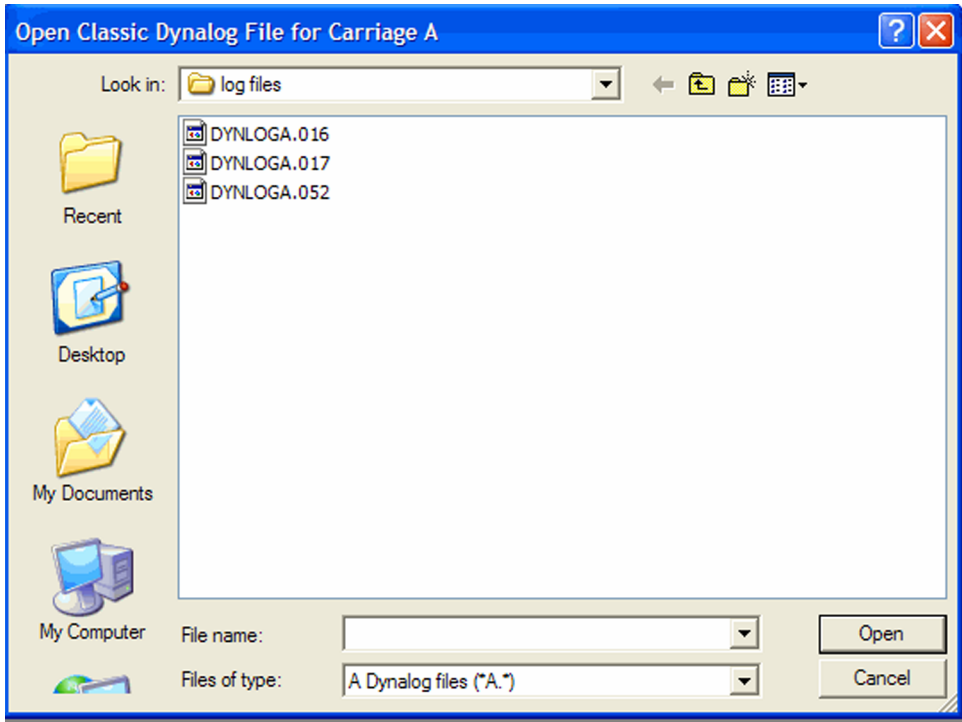 Open Classic Dynalog File for Carriage A
Look in: log files
DYNLOGA.016
DYNLOGA.017
DYNLOGA.052
Recent
Desktop
My Documents
My Computer
File name:
Open
Files of type: A Dynalog files (*A.*)
Cancel